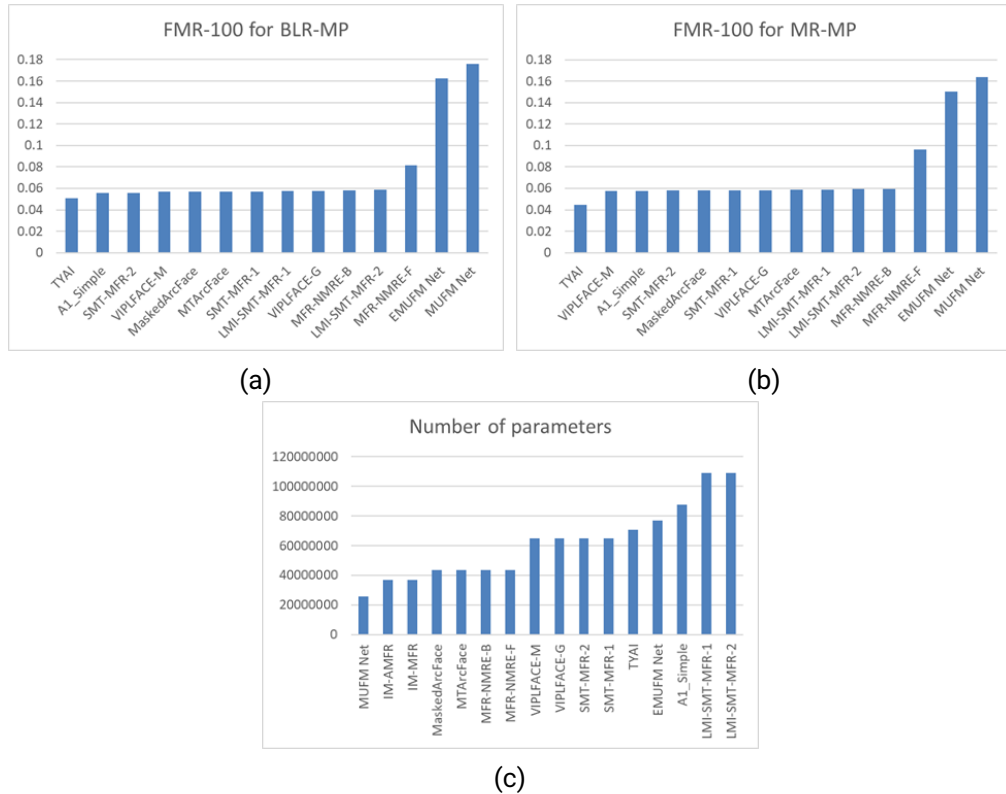 FMR-100 for BLR-MP
0.18
0.16
0.14
0.12
0.1
0.08
0.06
0.04
0.02
0
TYAI
A1_Simple
SMT-MFR-2
VIPLFACE-M
MaskedArcFace
MTArcFace
SMT-MFR-1
LMI-SMT-MFR-1
VIPLFACE-G
MFR-NMRE-B
LMI-SMT-MFR-2
MFR-NMRE-F
EMUFM Net
MUFM Net
(a)
FMR-100 for MR-MP
0.18
0.16
0.14
0.12
0.1
0.08
0.06
0.04
0.02
0
TYAI
VIPLFACE-M
A1_Simple
SMT-MFR-2
MaskedArcFace
SMT-MFR-1
VIPLFACE-G
MTArcFace
LMI-SMT-MFR-1
LMI-SMT-MFR-2
MFR-NMRE-B
MFR-NMRE-F
EMUFM Net
MUFM Net
(b)
Number of parameters
120000000
100000000
80000000
60000000
40000000
20000000
0
MUFM Net
IM-AMFR
IM-MFR
MaskedArcFace
MTArcFace
MFR-NMRE-B
MFR-NMRE-F
VIPLFACE-M
VIPLFACE-G
SMT-MFR-2
SMT-MFR-1
TYAI
EMUFM Net
A1_Simple
LMI-SMT-MFR-1
LMI-SMT-MFR-2
(c)